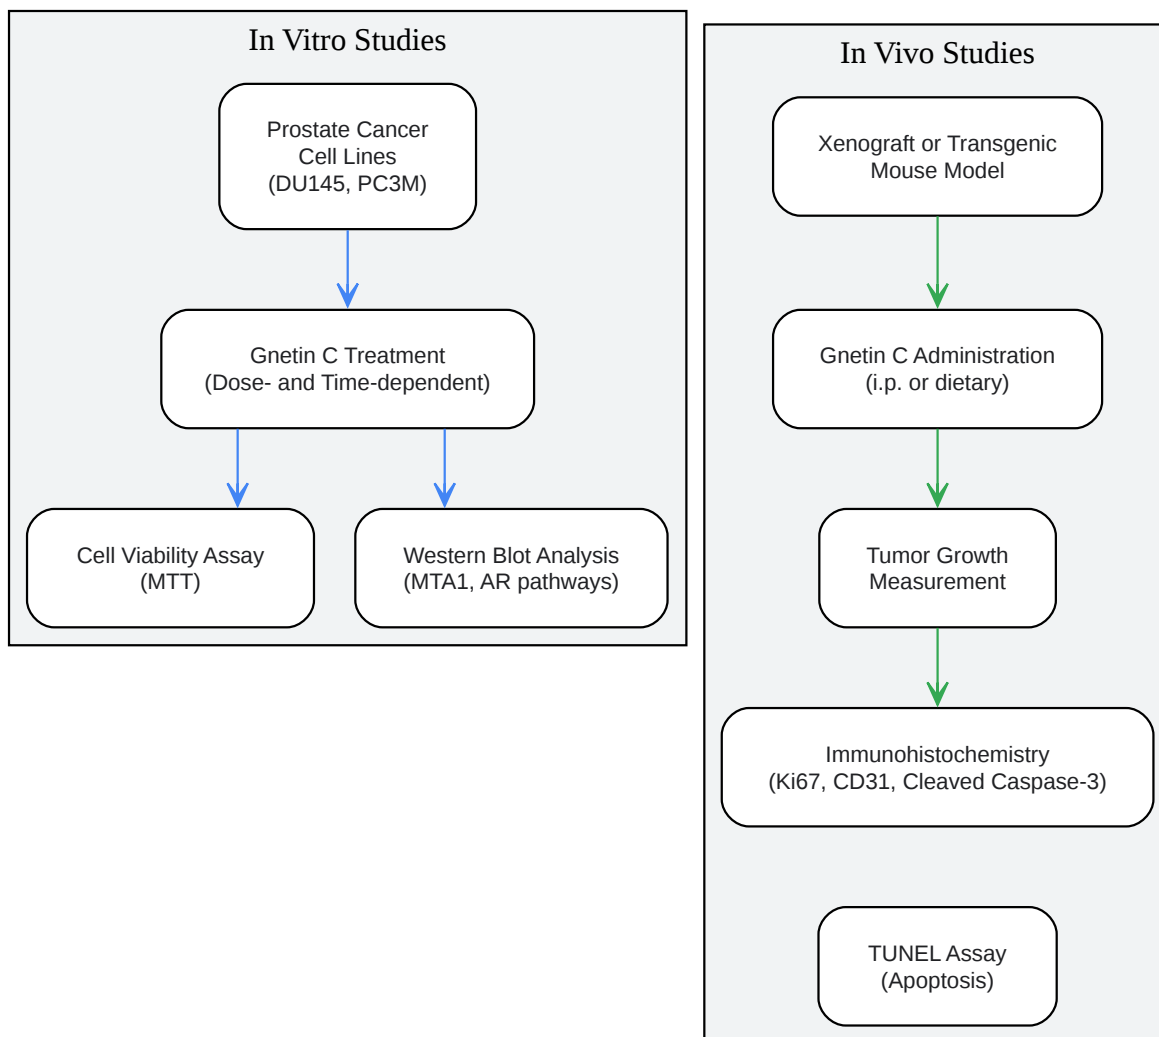 In Vitro Studies
Prostate Cancer
Cell Lines
(DU145, PC3M)
Gnetin C Treatment
(Dose- and Time-dependent)
Cell Viability Assay
(MTT)
Western Blot Analysis
(MTA1, AR pathways)
In Vivo Studies
Xenograft or Transgenic
Mouse Model
Gnetin C Administration
(i.p. or dietary)
Tumor Growth
Measurement
Immunohistochemistry
(Ki67, CD31, Cleaved Caspase-3)
TUNEL Assay
(Apoptosis)